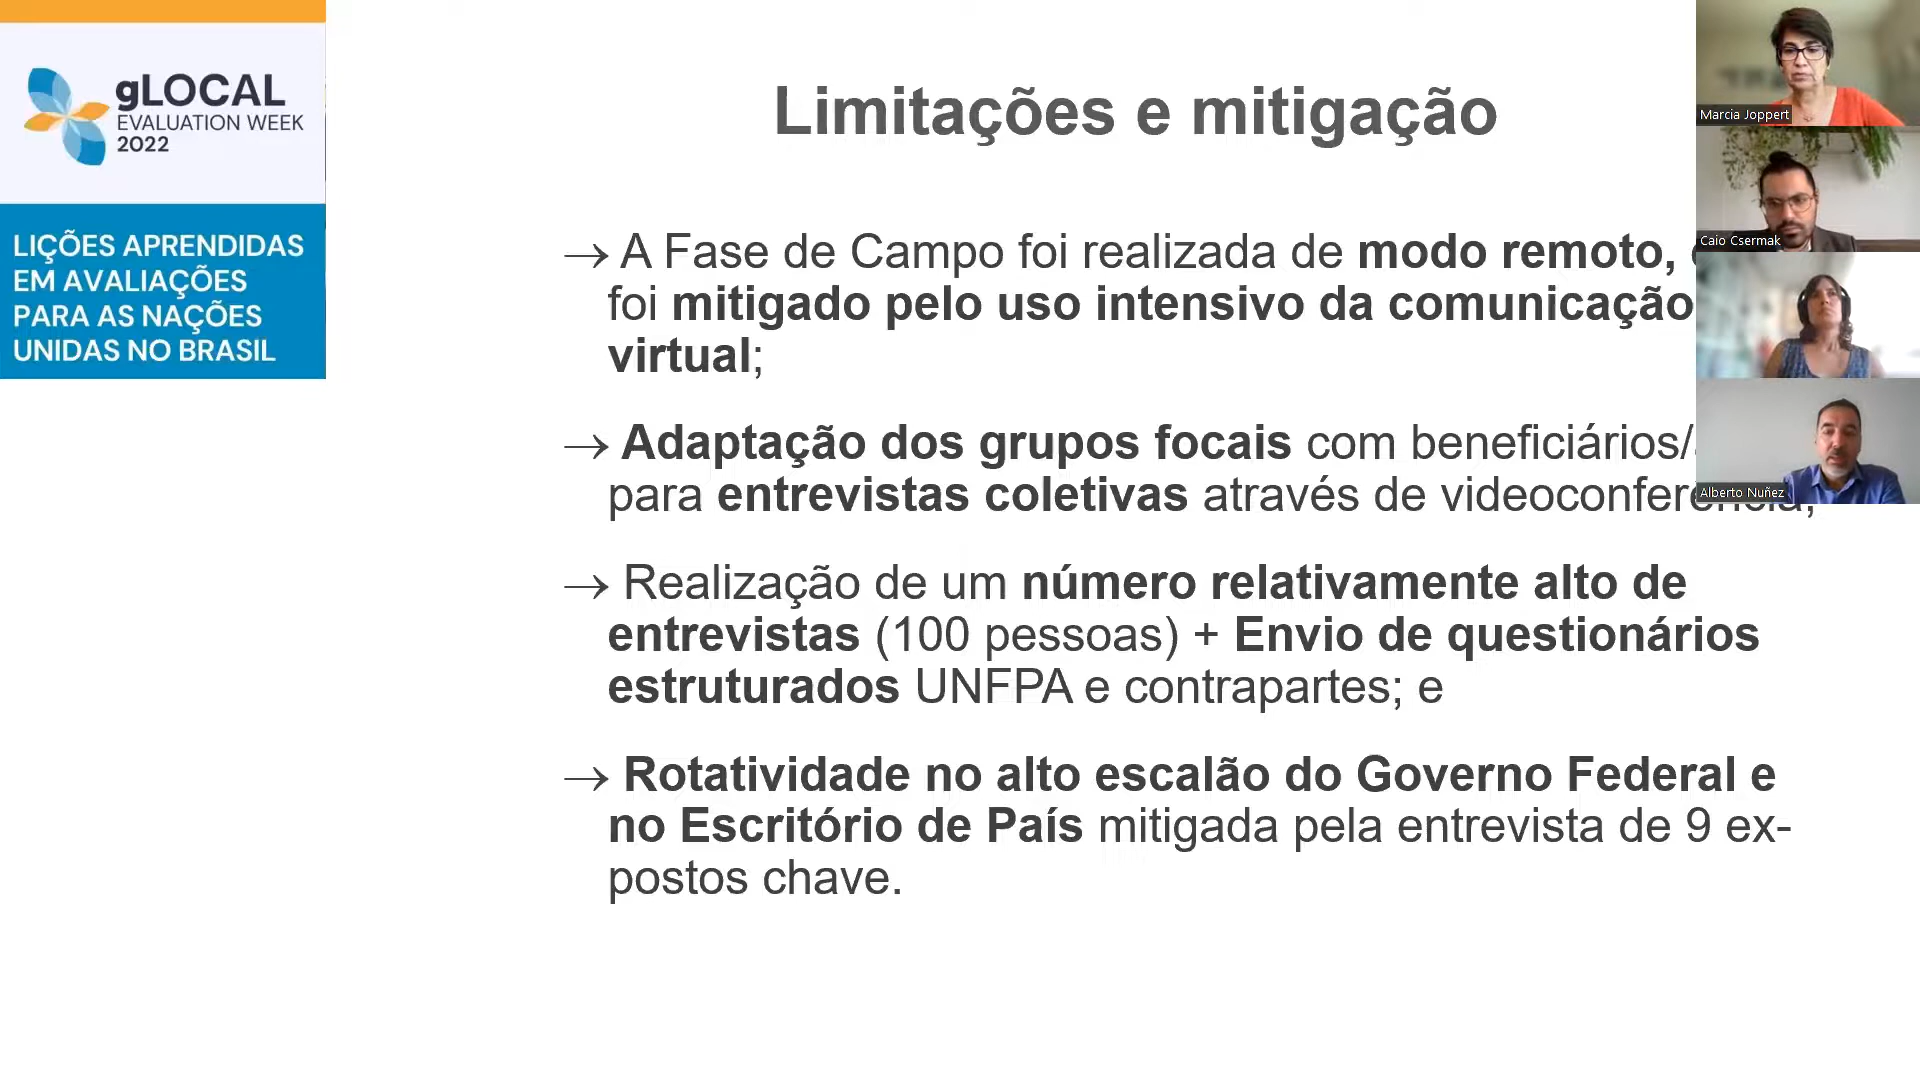 gLOCAL
EVALUATION WEEK
2022
LIÇÕES APRENDIDAS
EM AVALIAÇÕES
PARA AS NAÇÕES
UNIDAS NO BRASIL
Limitações e mitigação
→ A Fase de Campo foi realizada de modo remoto,
foi mitigado pelo uso intensivo da comunicação
virtual;
→ Adaptação dos grupos focais com beneficiários/
para entrevistas coletivas através de videoconferência;
→ Realização de um número relativamente alto de
entrevistas (100 pessoas) + Envio de questionários
estruturados UNFPA e contrapartes; e
→ Rotatividade no alto escalão do Governo Federal e
no Escritório de País mitigada pela entrevista de 9 ex-
postos chave.
Marcia Joppert
Caio Csermak
Alberto Nuñez